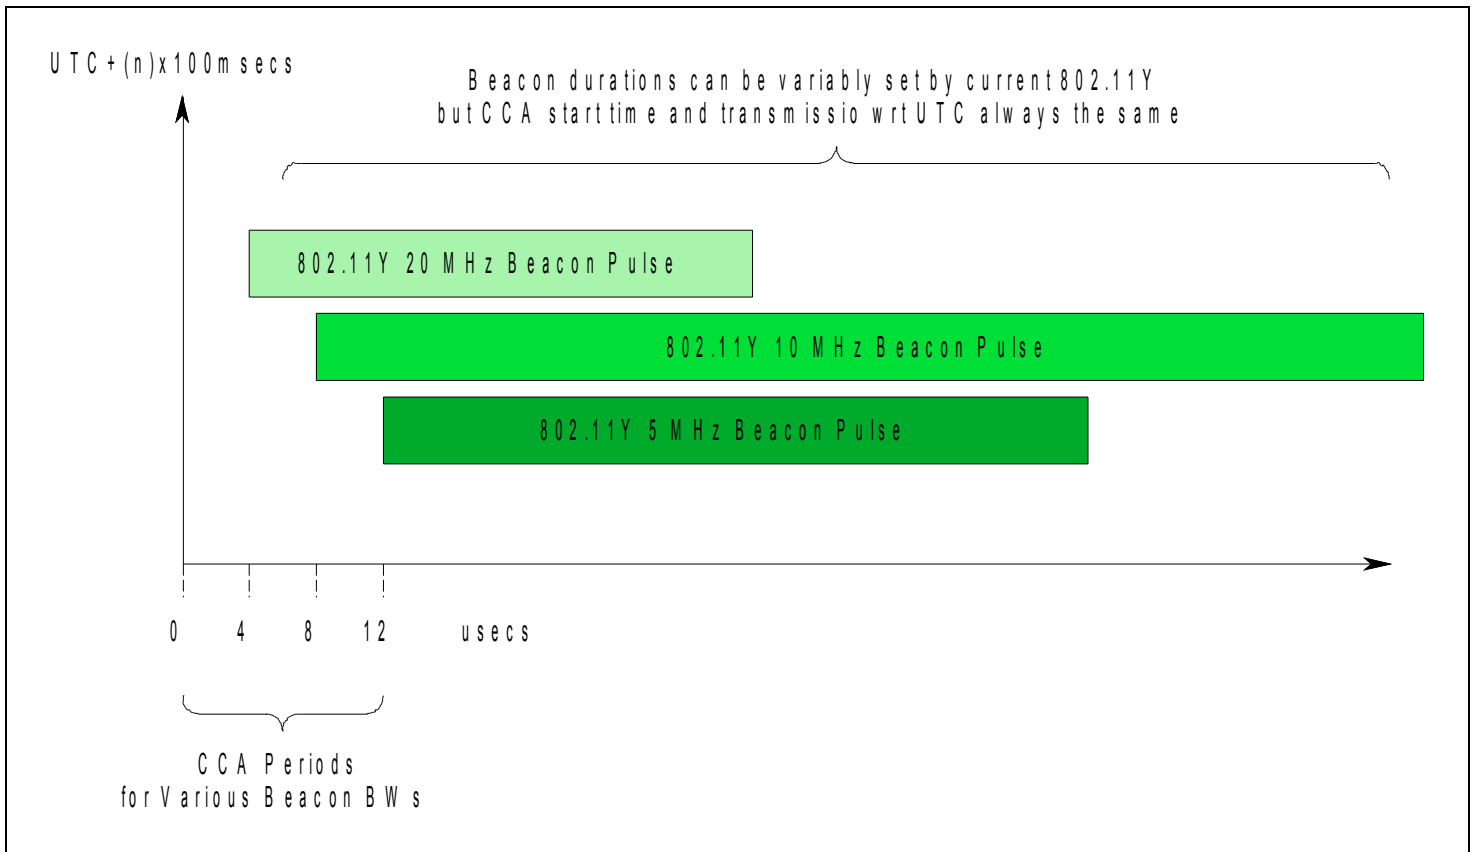 UTC+(n)x100msecs
Beacon durations can be variably set by current 802.11Y
but CCA start time and transmissio wrt UTC always the same
802.11Y 20 MHz Beacon Pulse
802.11Y 10 MHz Beacon Pulse
802.11Y 5 MHz Beacon Pulse
0 4 8 12 usecs
CCA Periods
for Various Beacon BWs